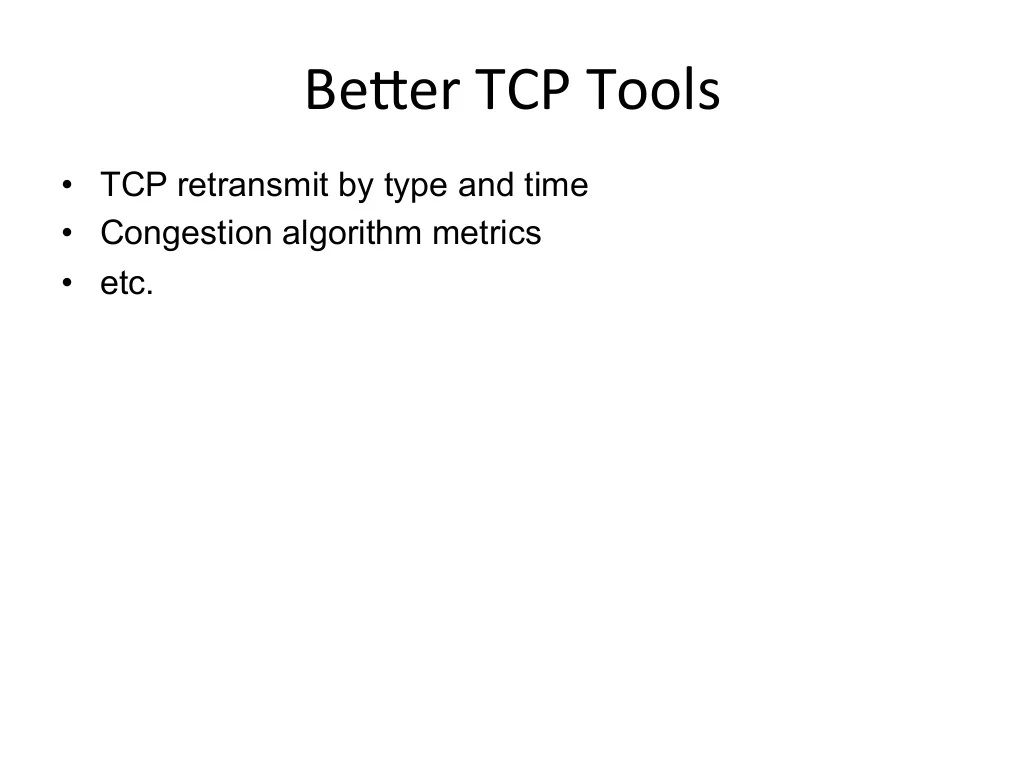 Better TCP Tools
• TCP retransmit by type and time
• Congestion algorithm metrics
• etc.